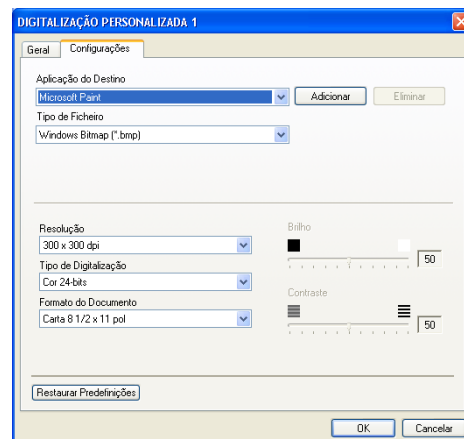 DIGITALIZAÇÃO PERSONALIZADA 1
Geral Configurações
Aplicação do Destino
Microsoft Paint Adicionar Eliminar
Tipo de Ficheiro
Windows Bitmap (*.bmp)
Resolução Brilho
300 x 300 dpi 50
Tipo de Digitalização
Cor 24-bits
Formato do Documento Contraste
Carta 8 1/2 x 11 pol 50
Restaurar Predefinições
OK Cancelar